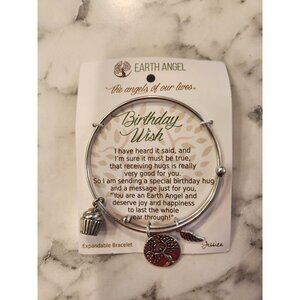 EARTH ANGEL
the angels of our lives
Birthday
Wish
I have heard it said, and
I'm sure it must be true,
that receiving hugs is really
very good for you.
So I am sending a special birthday hug
and a message just for you,
"You are an Earth Angel and
deserve joy and happiness
to last the whole
year through!"
Expandable Bracelet
Jessica